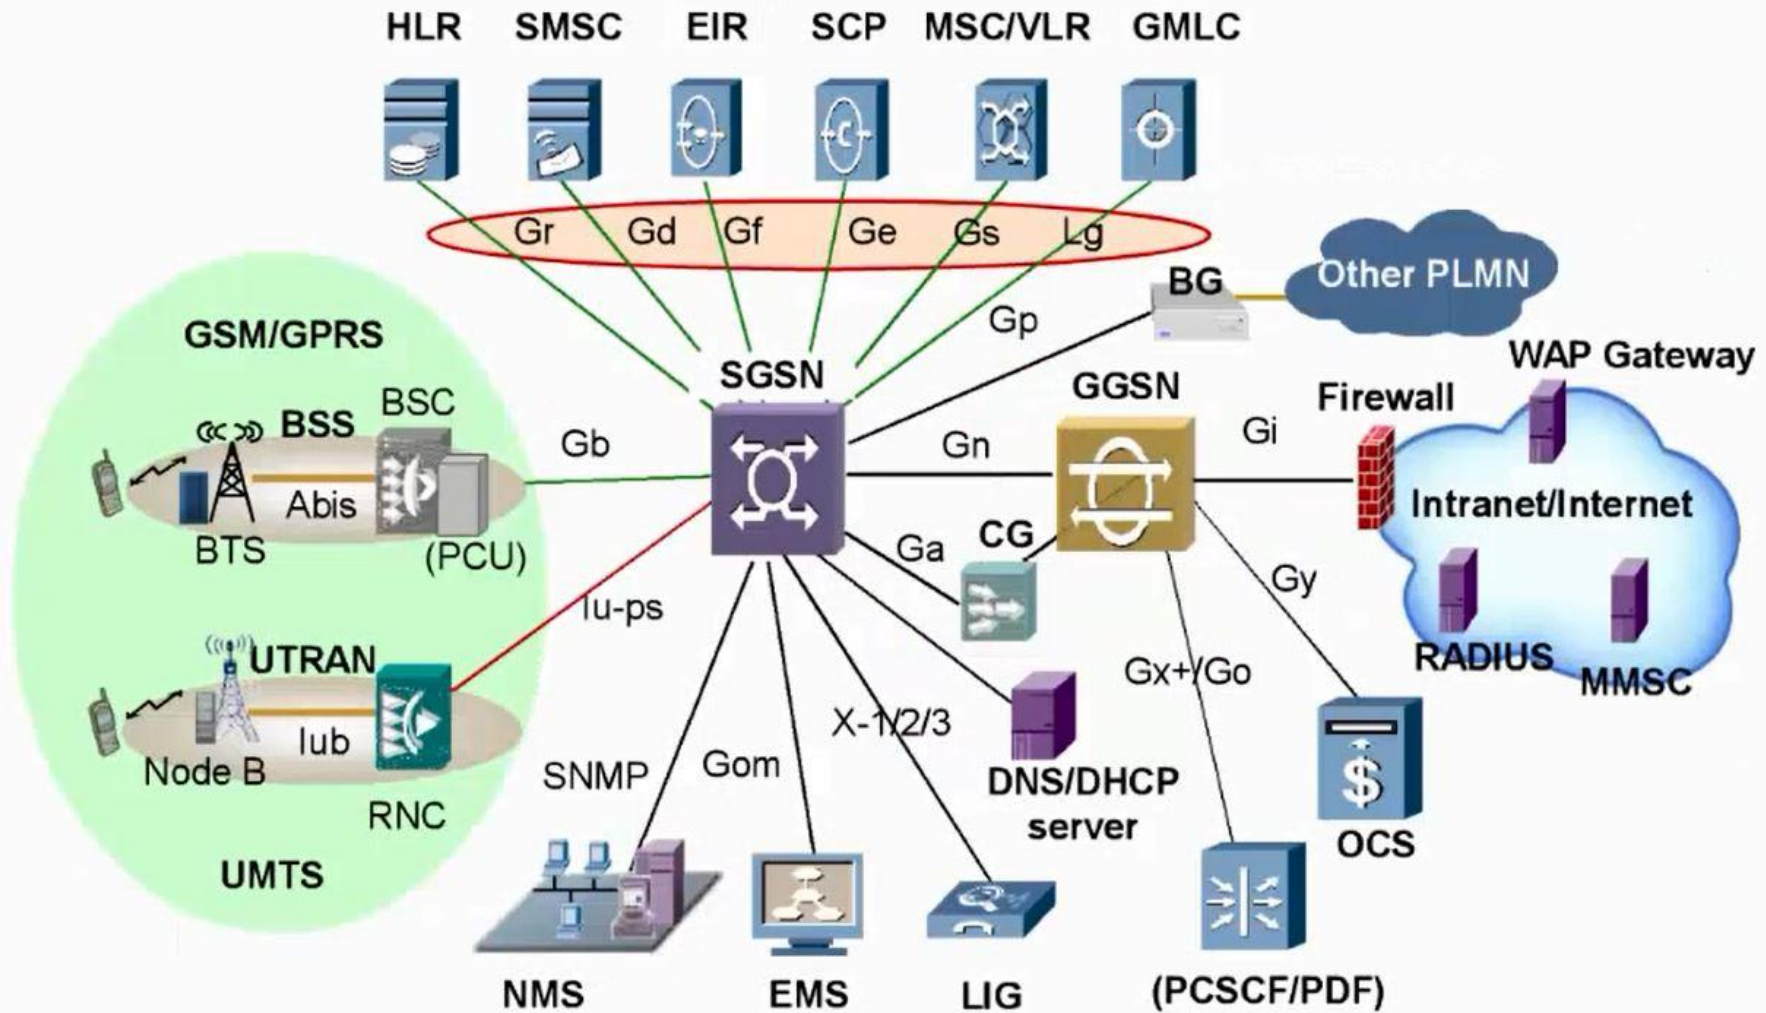 HLR SMSC EIR SCP MSC/VLR GMLC
Gr Gd Gf Ge Gs Lg
BG
Other PLMN
Gp
GSM/GPRS
WAP Gateway
SGSN
GGSN
Firewall
BSC
BSS
Gb
Gn
Gi
Abis
Intranet/Internet
BTS
(PCU)
Ga
CG
Gy
Iu-ps
UTRAN
RADIUS
MMSC
Gx+/Go
Iub
X-1/2/3
Node B
SNMP
Gom
DNS/DHCP
server
RNC
OCS
UMTS
NMS
EMS
LIG
(PCSCF/PDF)
$